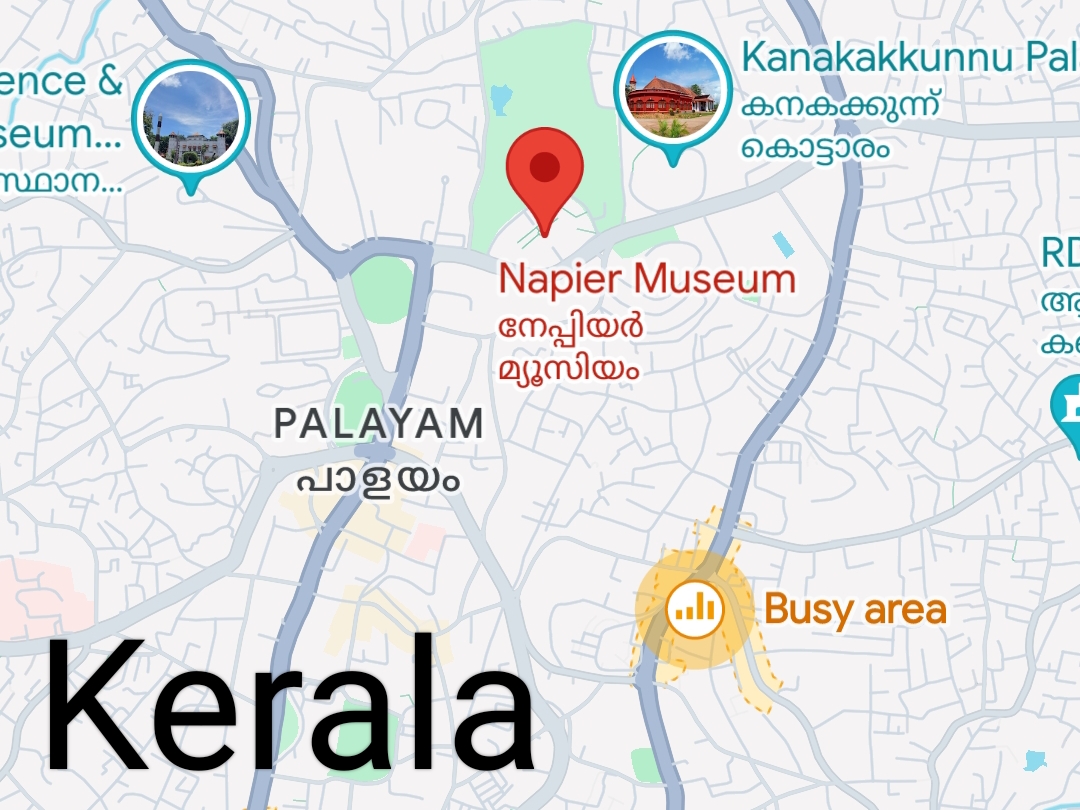 Kanakakkunnu Pal
കനകക്കുന്ന്
കൊട്ടാരം
ence &
seum...
സ്ഥാന...
Napier Museum
നേപ്പിയർ
മ്യൂസിയം
RD
ആ
PALAYAM
പാളയം
Busy area
Kerala